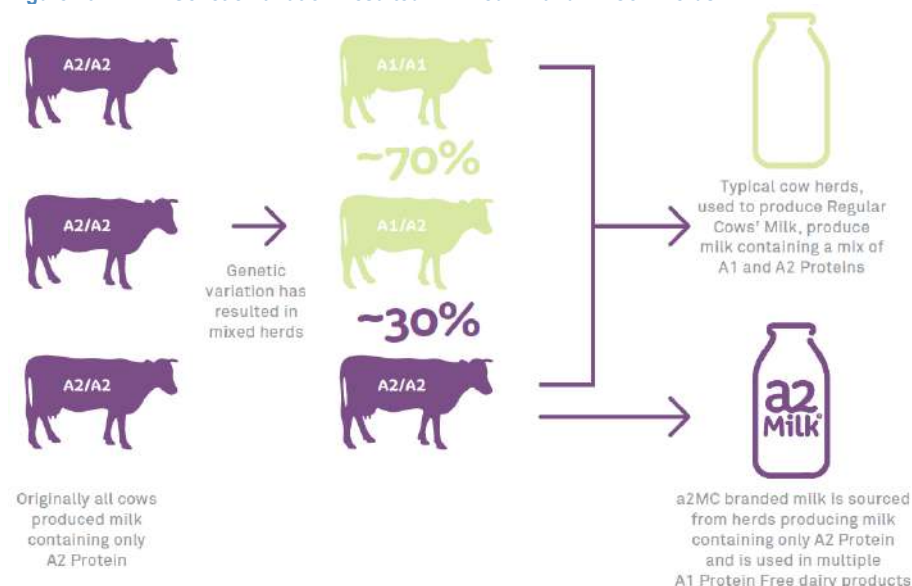 A2/A2
A2/A2
A2/A2
Originally all cows
produced milk
containing only
A2 Protein
Genetic
variation has
resulted in
mixed herds
A1/A1
~70%
A1/A2
~30%
A2/A2
Typical cow herds,
used to produce Regular
Cows' Milk, produce
milk containing a mix of
A1 and A2 Proteins
a2
Milk
a2MC branded milk is sourced
from herds producing milk
containing only A2 Protein
and is used in multiple
A1 Protein Free dairy products